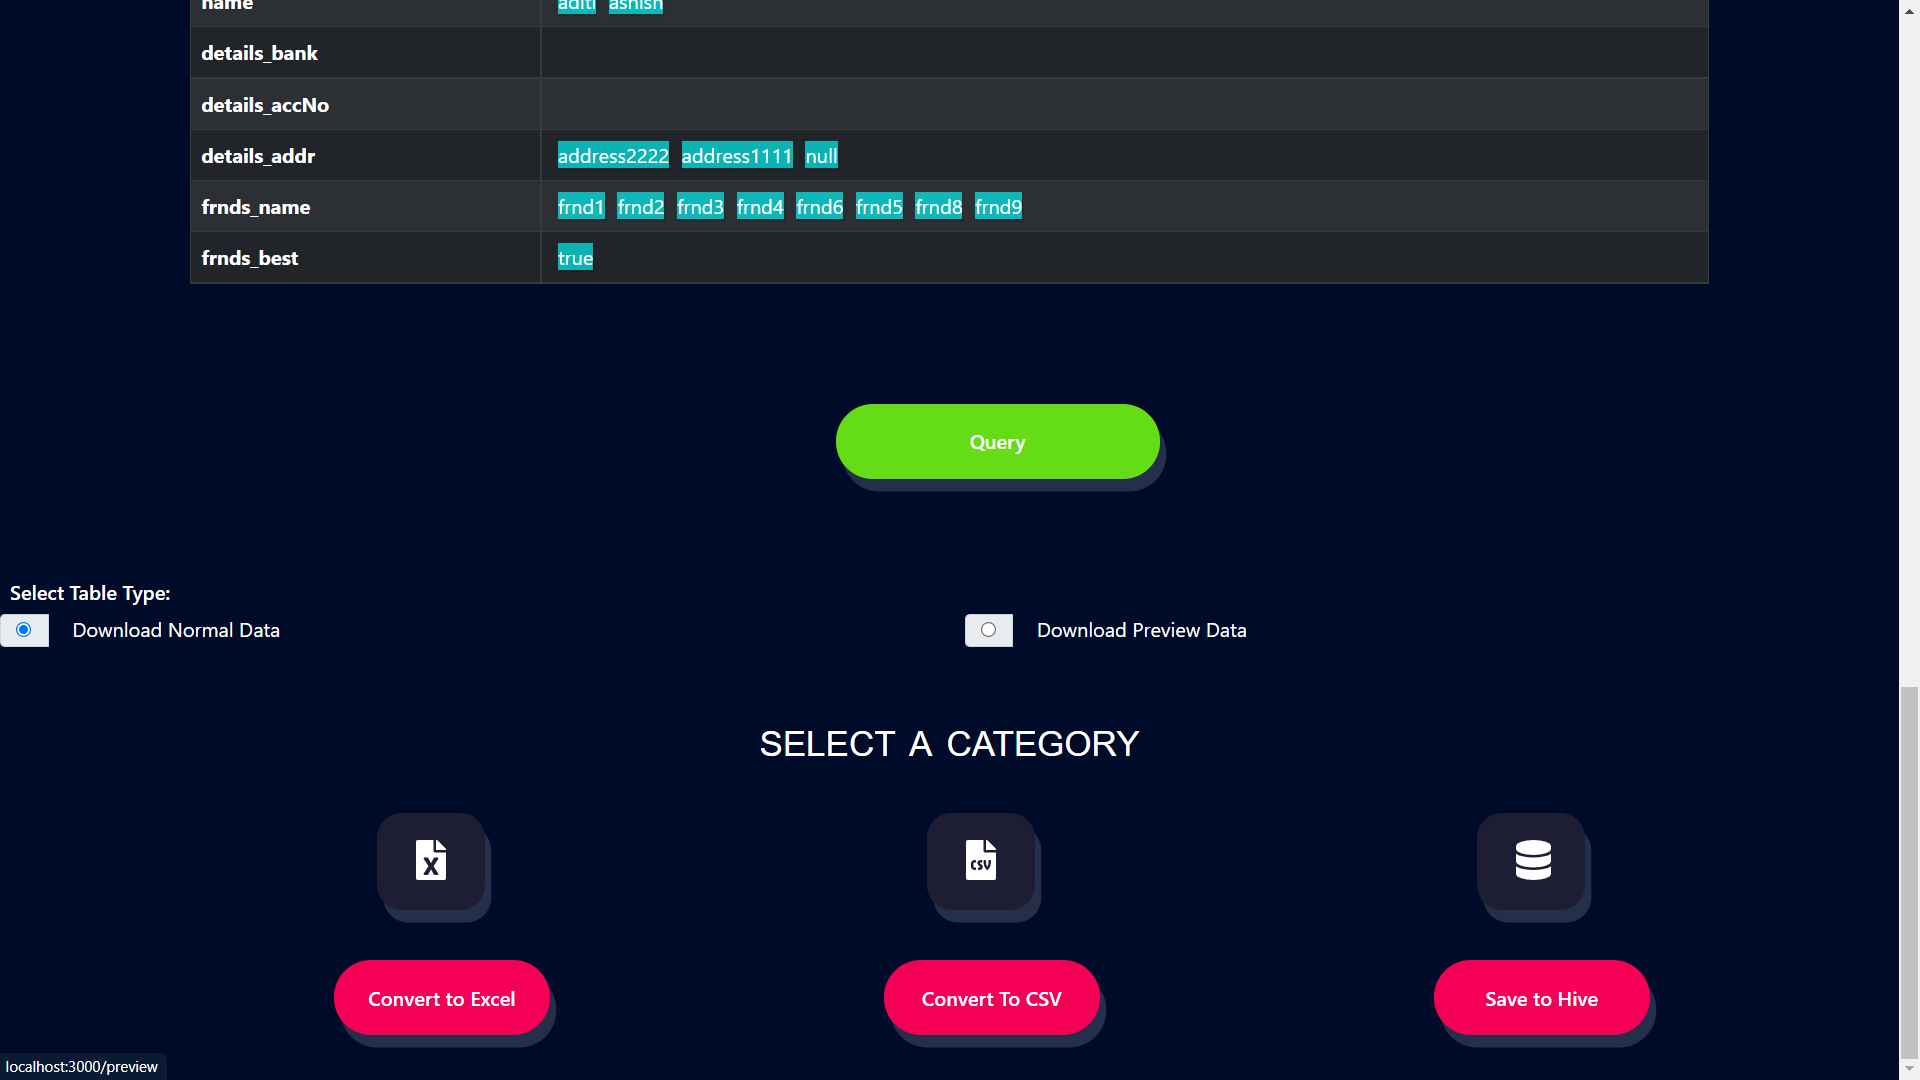 name aditi ashish
details_bank
details_accNo
details_addr address2222 address1111 null
frnds_name frnd1 frnd2 frnd3 frnd4 frnd6 frnd5 frnd8 frnd9
frnds_best true
Query
Select Table Type:
Download Normal Data Download Preview Data
SELECT A CATEGORY
X CSV
Convert to Excel Convert To CSV Save to Hive
localhost:3000/preview